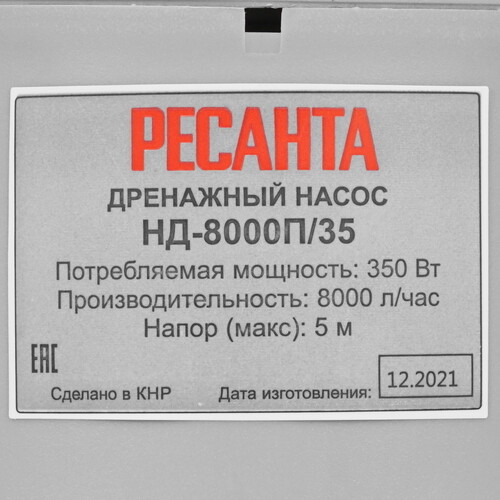 РЕСАНТА
ДРЕНАЖНЫЙ НАСОС
НД-8000П/35
Потребляемая мощность: 350 Вт
Производительность: 8000 л/час
Напор (макс): 5 м
ЕАС
Сделано в КНР Дата изготовления: 12.2021